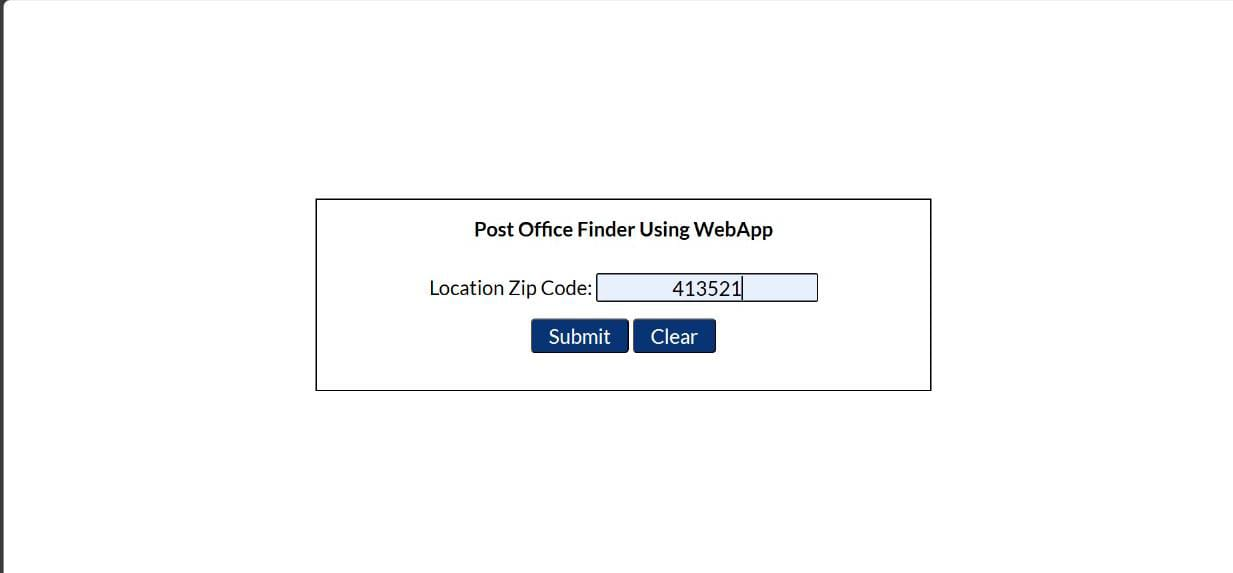 Post Office Finder Using WebApp
Location Zip Code: 413521
Submit Clear